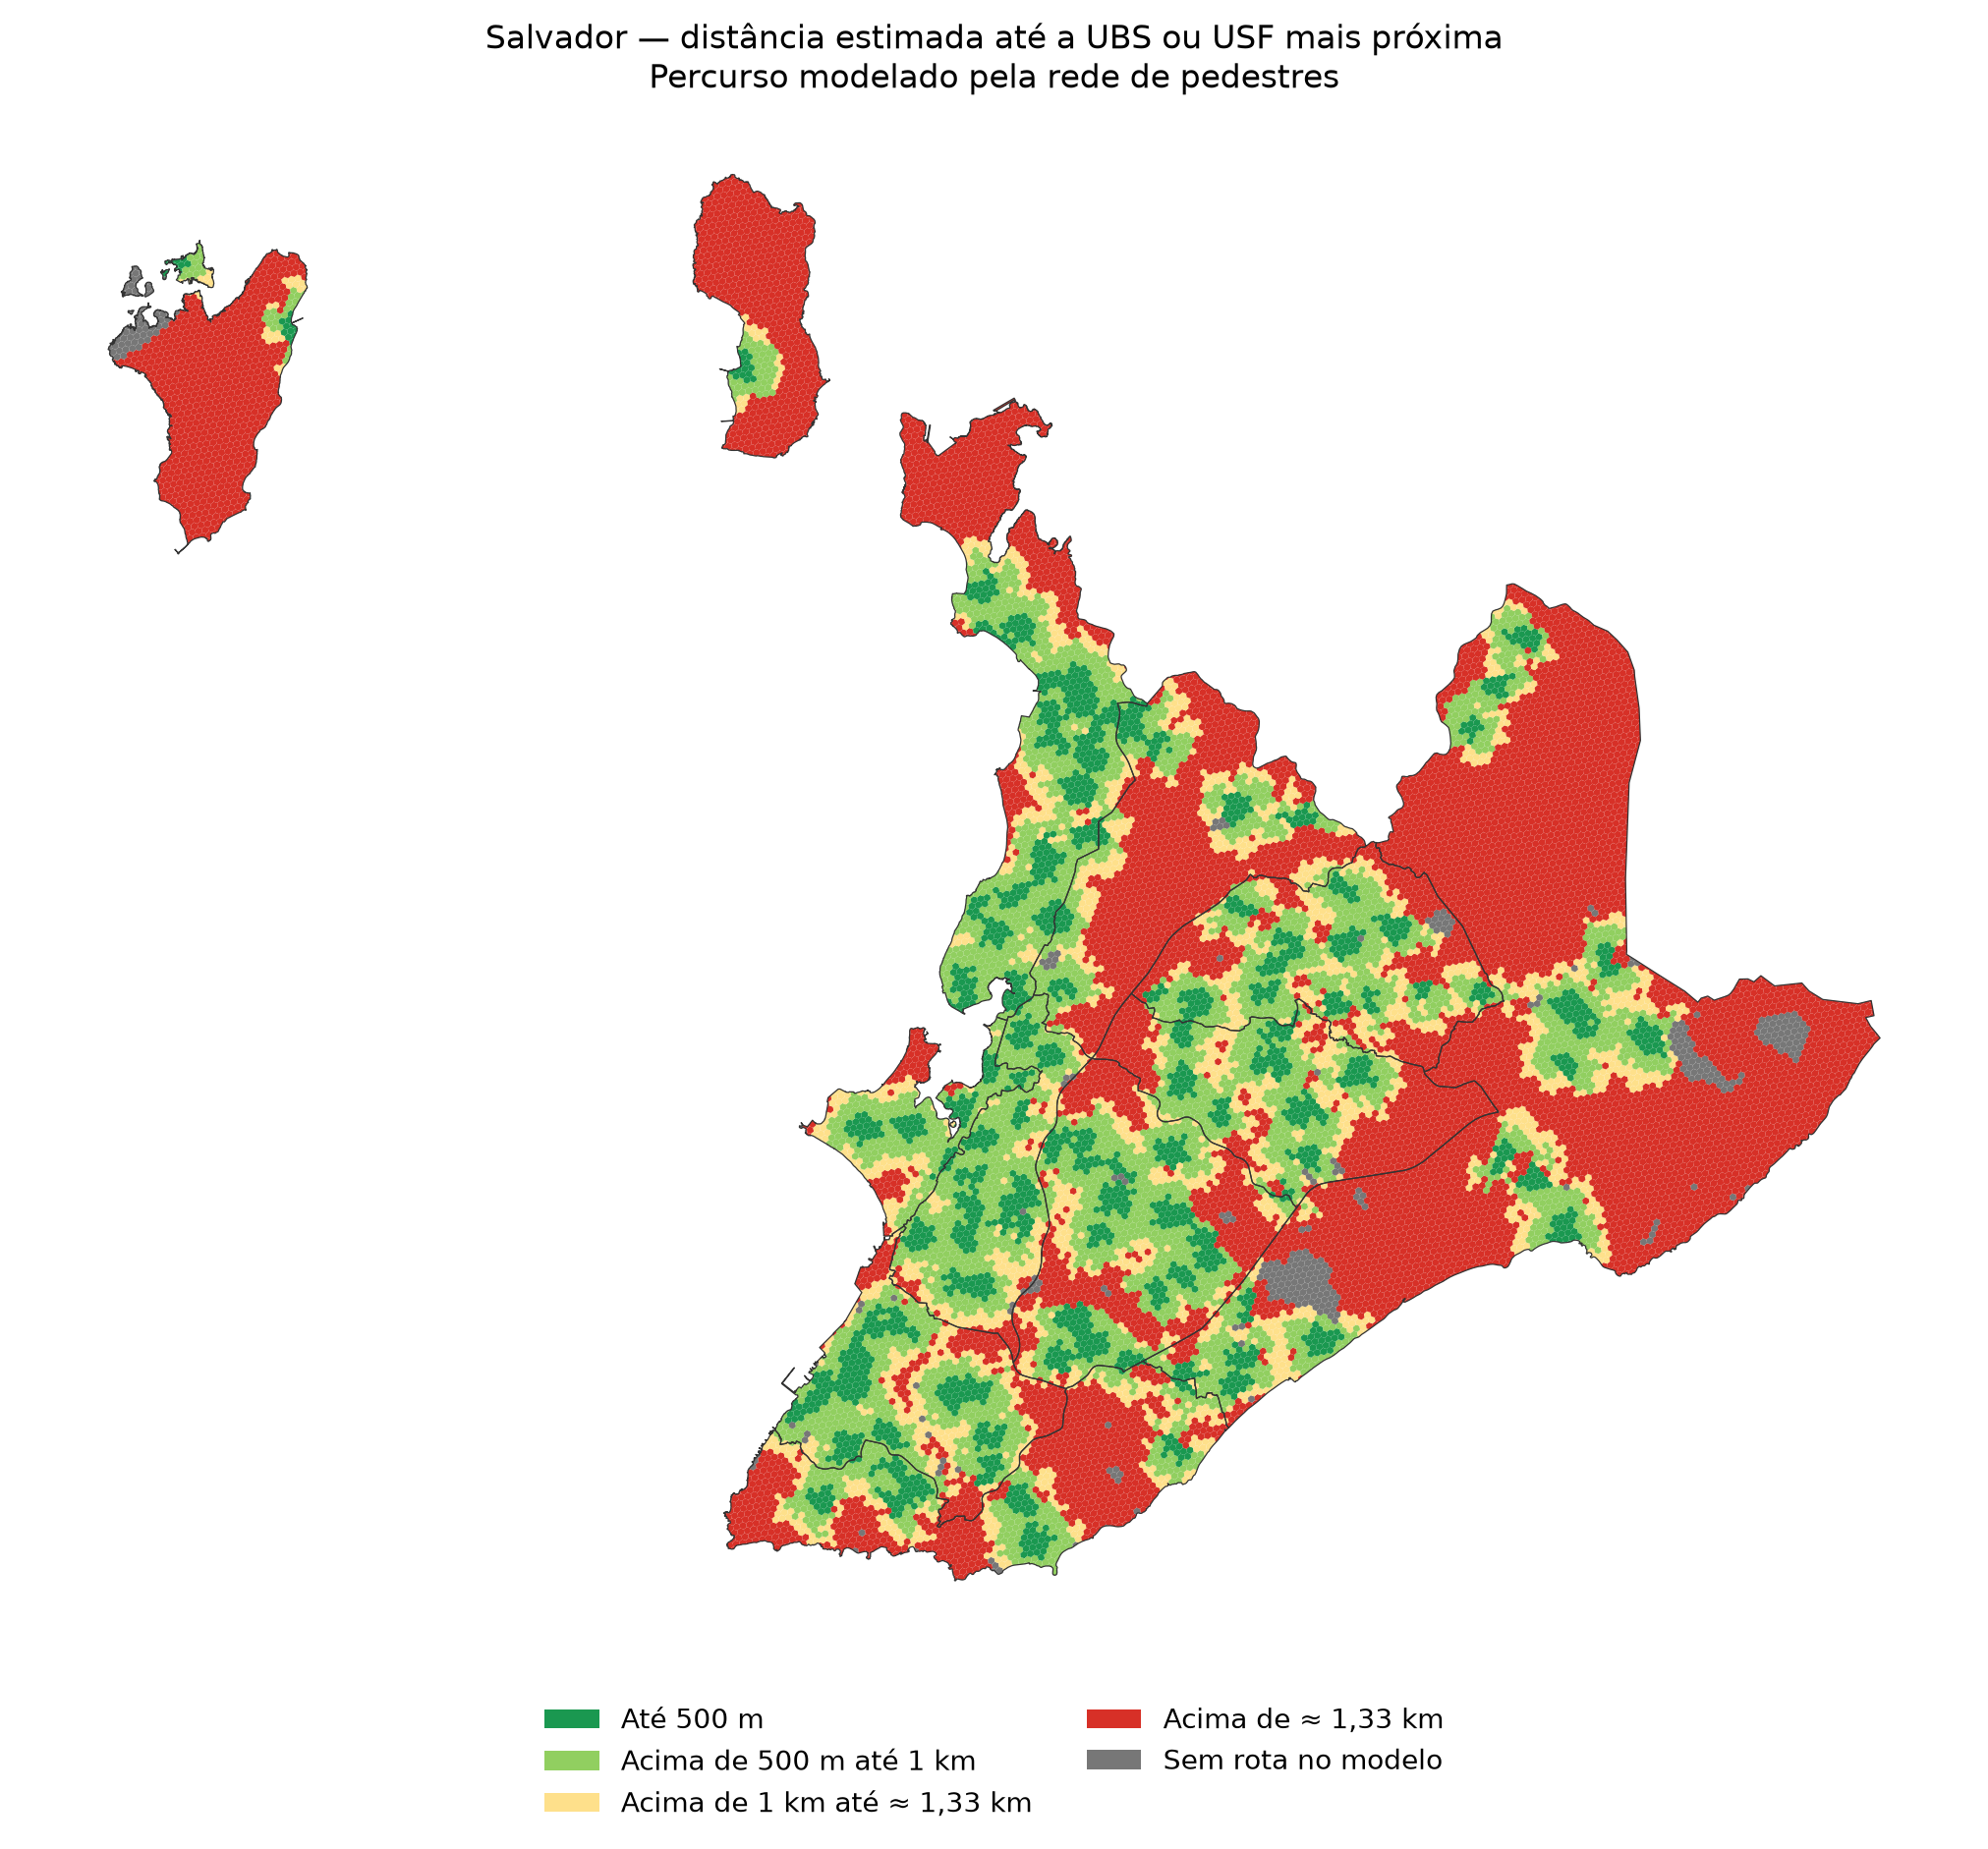 Salvador — distância estimada até a UBS ou USF mais próxima
Percurso modelado pela rede de pedestres
Até 500 m
Acima de 500 m até 1 km
Acima de 1 km até ≈ 1,33 km
Acima de ≈ 1,33 km
Sem rota no modelo